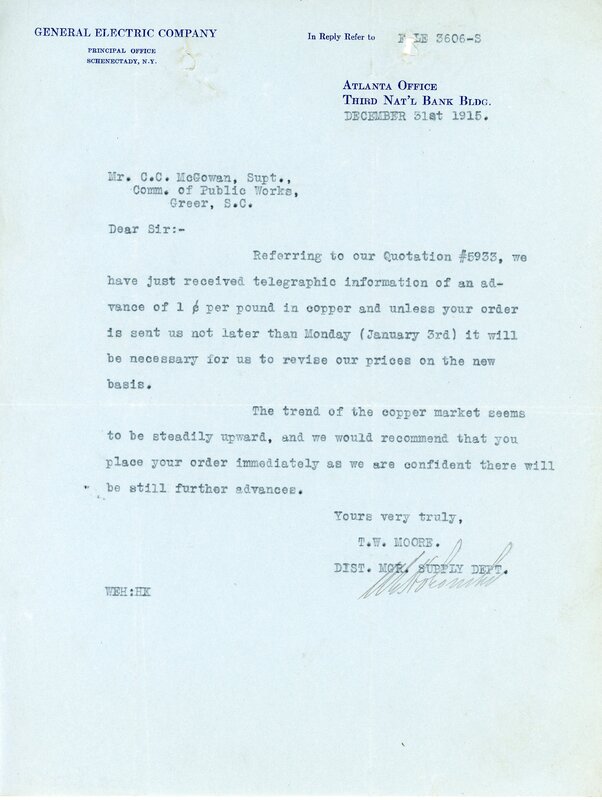 GENERAL ELECTRIC COMPANY
PRINCIPAL OFFICE
SCHENECTADY, N.Y.
In Reply Refer to FILE 3606-S
ATLANTA OFFICE
THIRD NAT'L BANK BLDG.
DECEMBER 31st 1915.
Mr. C.C. McGowan, Supt.,
Comm. of Public Works,
Greer, S.C.
Dear Sir:-
Referring to our Quotation #5933, we
have just received telegraphic information of an ad-
vance of 1 ¢ per pound in copper and unless your order
is sent us not later than Monday (January 3rd) it will
be necessary for us to revise our prices on the new
basis.
The trend of the copper market seems
to be steadily upward, and we would recommend that you
place your order immediately as we are confident there will
be still further advances.
Yours very truly,
T.W. MOORE.
DIST. MGR. SUPPLY DEPT.
WEH:HK